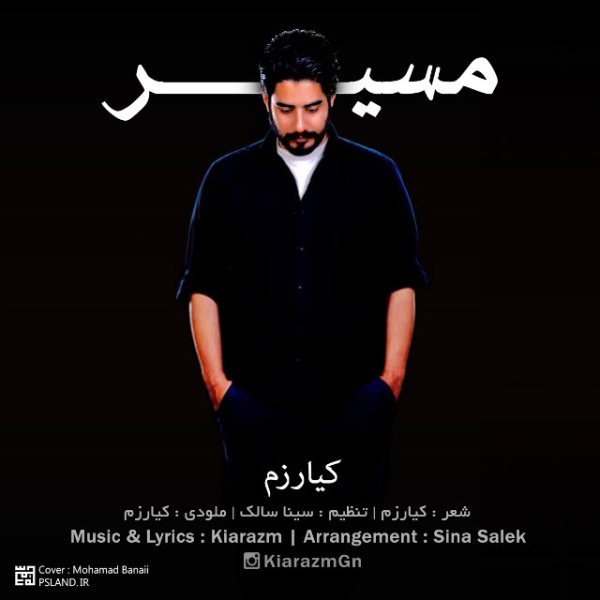 مسیر
کیارزم
شعر : کیارزم | تنظیم : سینا سالک | ملودی : کیارزم
Music & Lyrics : Kiarazm | Arrangement : Sina Salek
KiarazmGn
Cover : Mohamad Banaii
PSLAND.IR